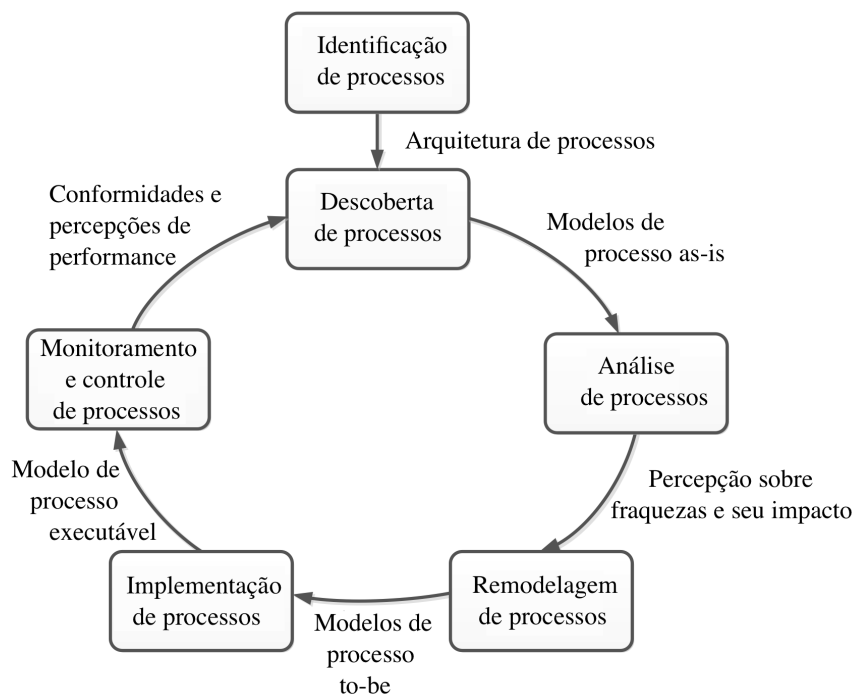 Identificação
de processos
Arquitetura de processos
Descoberta
de processos
Modelos de
processo as-is
Análise
de processos
Percepção sobre
fraquezas e seu impacto
Remodelagem
de processos
Modelos de
processo
to-be
Implementação
de processos
Modelo de
processo
executável
Monitoramento
e controle
de processos
Conformidades e
percepções de
performance